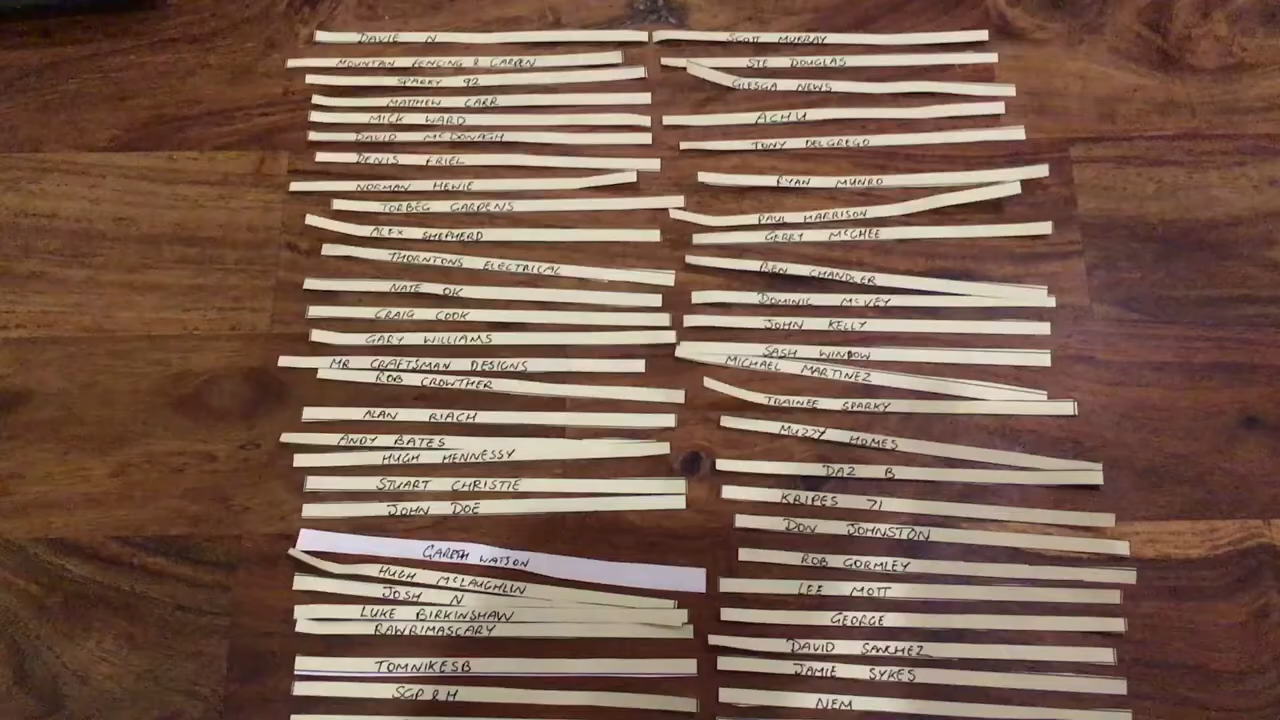 DAVIE N
MOUNTAIN FENCING & GARDEN
SPARKY 92
MATTHEW CARR
MICK WARD
DAVID McDONAGH
DENIS FRIEL
NORMAN HEWIE
TORBEG GARDENS
ALEX SHEPHERD
THORNTONS ELECTRICAL
NATE OK
CRAIG COOK
GARY WILLIAMS
MR CRAFTSMAN DESIGNS
ROB CROWTHER
ALAN RIACH
ANDY BATES
HUGH HENNESSY
STUART CHRISTIE
JOHN DOE
GARETH WATSON
HUGH McLAUGHLIN
JOSH N
LUKE BIRKINSHAW
RAWRIMASCARY
TOMNIKESB
SGP&H
SCOTT MURRAY
STE DOUGLAS
GLESGA NEWS
ACHU
TONY DELGREGO
RYAN MUNRO
PAUL HARRISON
GERRY McGHEE
BEN CHANDLER
DOMINIC McVEY
JOHN KELLY
SASH WINDOW
MICHAEL MARTINEZ
TRAINEE SPARKY
MUZZY HOMES
DAZ B
KRIPES 71
DON JOHNSTON
ROB GORMLEY
LEE MOTT
GEORGE
DAVID SANCHEZ
JAMIE SYKES
NEM